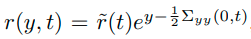 r(y,t) = r̃(t)e^{y−½Σ_{yy}(0,t)}